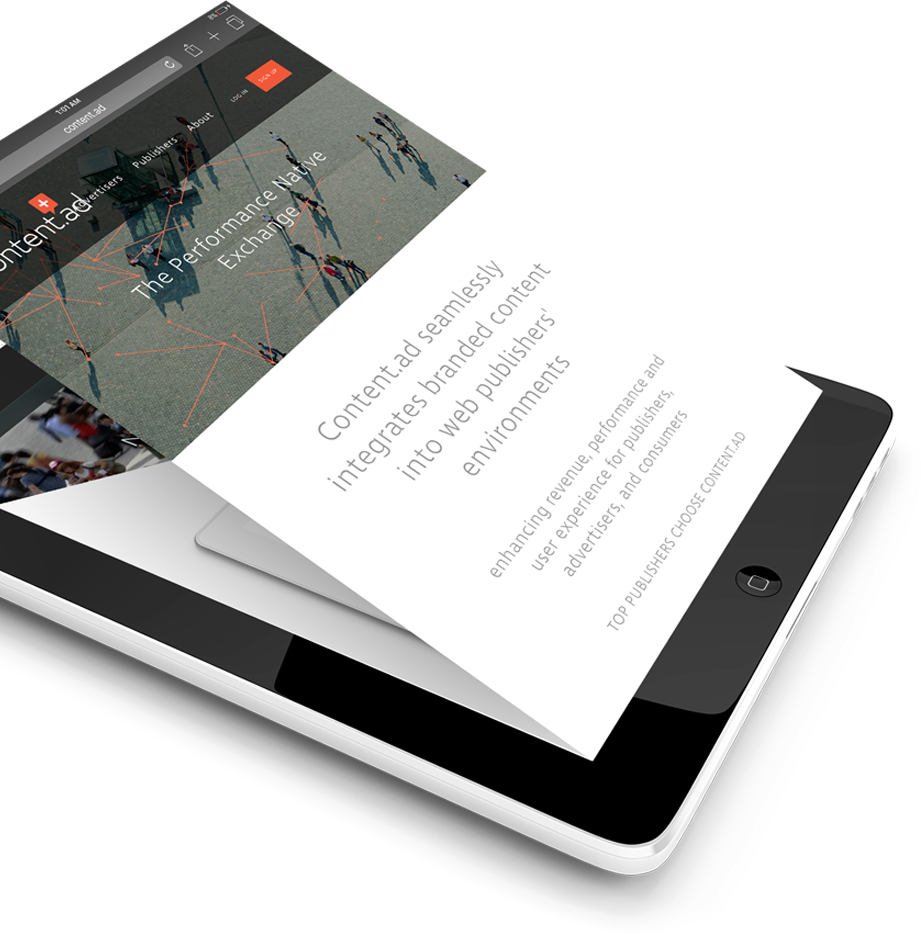 8%
1:01 AM
content.ad
SIGN UP
LOG IN
ontent.ad
Publishers
About
The Performance Native
Exchange
Content.ad seamlessly
integrates branded content
into web publishers'
environments
enhancing revenue, performance and
user experience for publishers,
advertisers, and consumers
TOP PUBLISHERS CHOOSE CONTENT.AD